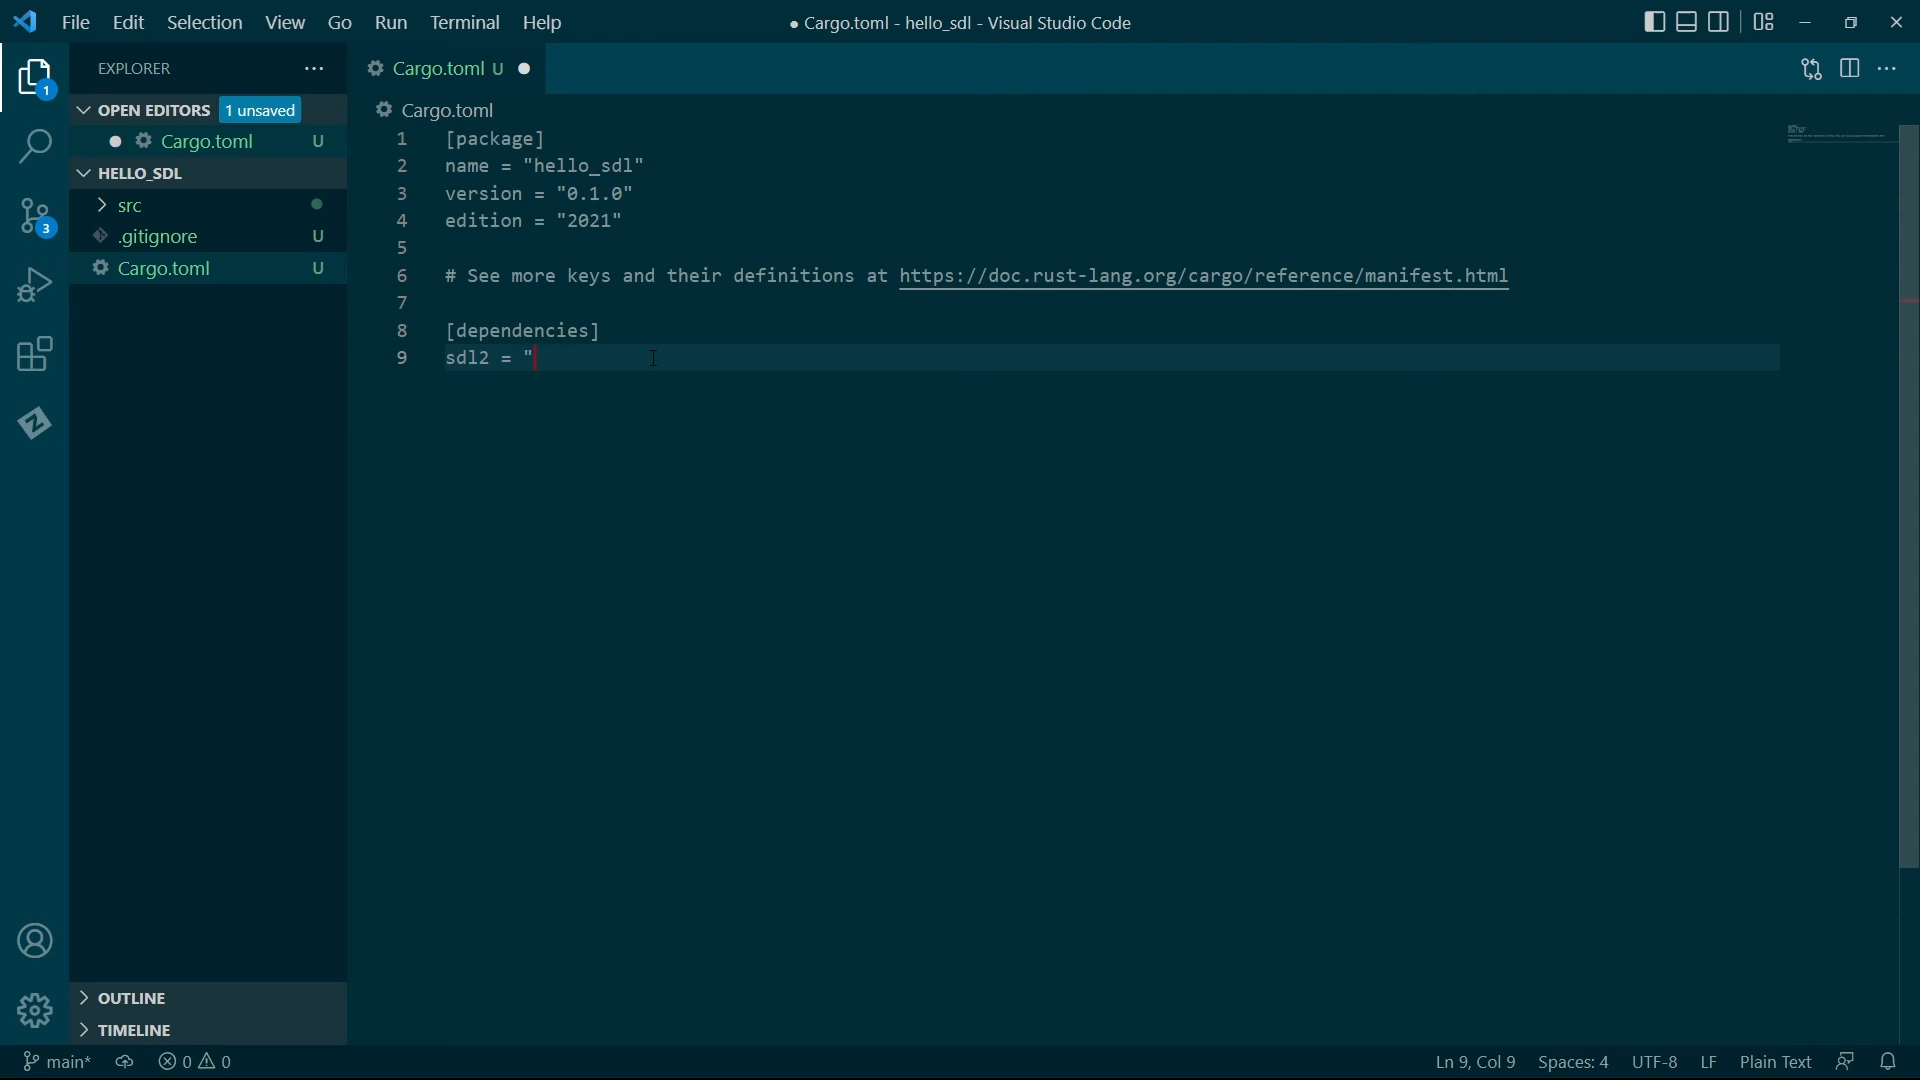 File Edit Selection View Go Run Terminal Help
● Cargo.toml - hello_sdl - Visual Studio Code
EXPLORER
Cargo.toml U
1
OPEN EDITORS 1 unsaved
Cargo.toml
Cargo.toml U
HELLO_SDL
src
3
.gitignore U
Cargo.toml U
1 [package]
2 name = "hello_sdl"
3 version = "0.1.0"
4 edition = "2021"
5
6 # See more keys and their definitions at https://doc.rust-lang.org/cargo/reference/manifest.html
7
8 [dependencies]
9 sdl2 = "
OUTLINE
TIMELINE
main* 0 0
Ln 9, Col 9 Spaces: 4 UTF-8 LF Plain Text